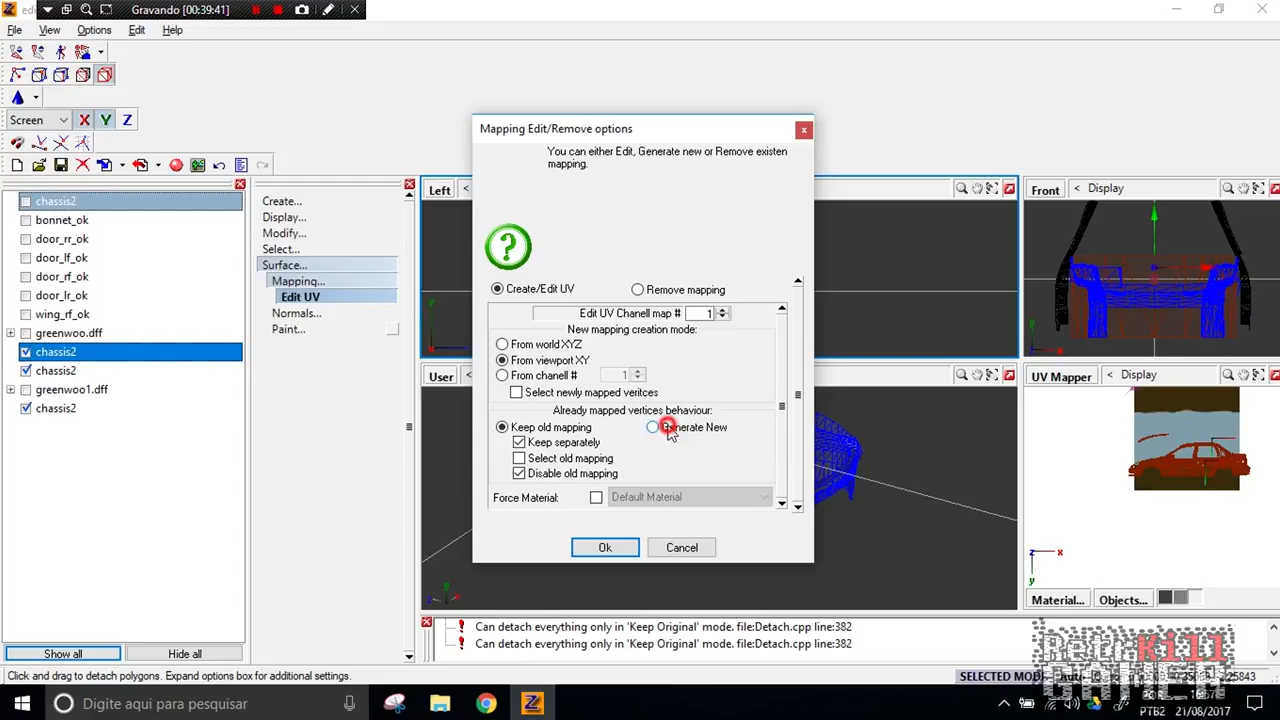 Gravando [00:39:41]
File View Options Edit Help
Screen X Y Z
chassis2
bonnet_ok
door_rr_ok
door_lf_ok
door_rf_ok
door_lr_ok
wing_rf_ok
greenwoo.dff
chassis2
chassis2
greenwoo1.dff
chassis2
Show all Hide all
Create...
Display...
Modify...
Select...
Surface...
Mapping...
Edit UV
Normals...
Paint...
Left <
User <
Front < Display
UV Mapper < Display
Material... Objects...
Mapping Edit/Remove options
You can either Edit, Generate new or Remove existen
mapping.
Create/Edit UV Remove mapping
Edit UV Chanell map # 1
New mapping creation mode:
From world XYZ
From viewport XY
From chanell # 1
Select newly mapped veritces
Already mapped vertices behaviour:
Keep old mapping
Keep separately
Select old mapping
Disable old mapping
Force Material: Default Material
Ok Cancel
Can detach everything only in 'Keep Original' mode. file:Detach.cpp line:382
Can detach everything only in 'Keep Original' mode. file:Detach.cpp line:382
Click and drag to detach polygons. Expand options box for additional settings.
SELECTED MOD
Digite aqui para pesquisar
PTB2 21/08/2017